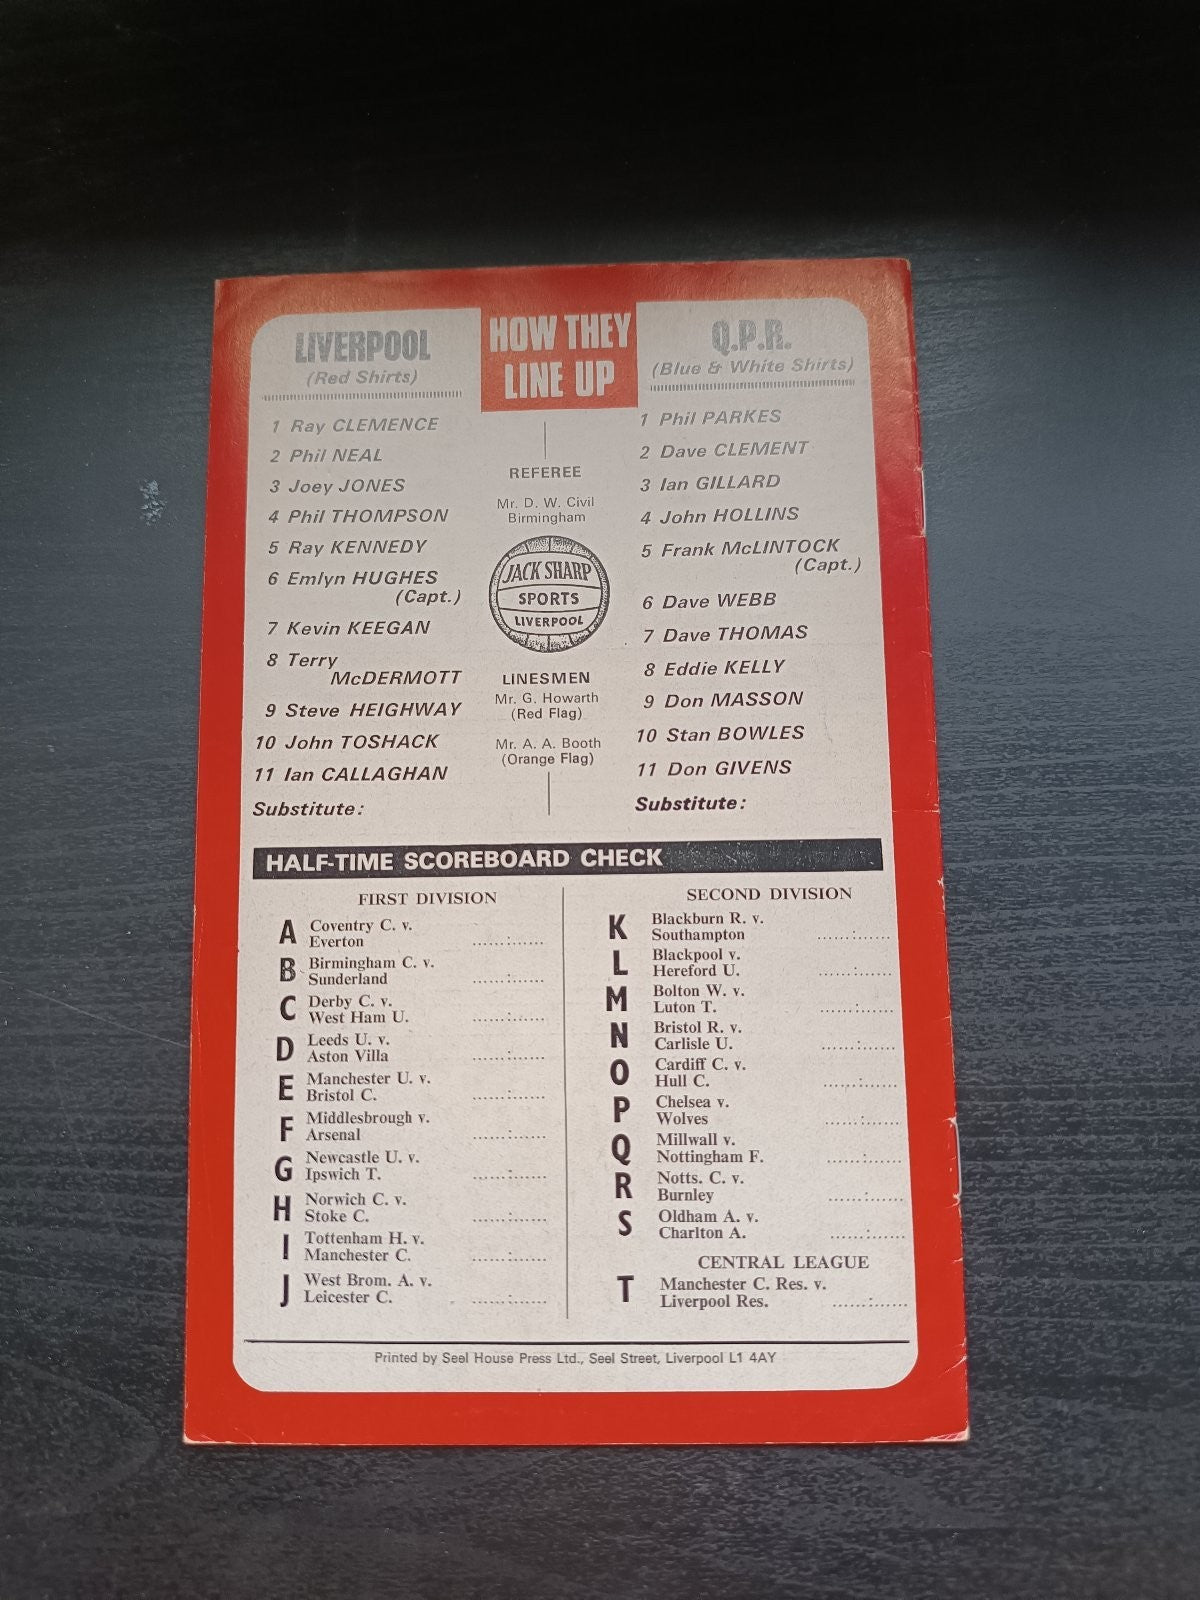 HOW THEY
LINE UP
LIVERPOOL
(Red Shirts)
1 Ray CLEMENCE
2 Phil NEAL
3 Joey JONES
4 Phil THOMPSON
5 Ray KENNEDY
6 Emlyn HUGHES
(Capt.)
7 Kevin KEEGAN
8 Terry
McDERMOTT
9 Steve HEIGHWAY
10 John TOSHACK
11 Ian CALLAGHAN
Substitute:
REFEREE
Mr. D. W. Civil
Birmingham
JACK SHARP
SPORTS
LIVERPOOL
LINESMEN
Mr. G. Howarth
(Red Flag)
Mr. A. A. Booth
(Orange Flag)
Q.P.R.
(Blue & White Shirts)
1 Phil PARKES
2 Dave CLEMENT
3 Ian GILLARD
4 John HOLLINS
5 Frank McLINTOCK
(Capt.)
6 Dave WEBB
7 Dave THOMAS
8 Eddie KELLY
9 Don MASSON
10 Stan BOWLES
11 Don GIVENS
Substitute:
HALF-TIME SCOREBOARD CHECK
FIRST DIVISION
A Coventry C. v.
Everton ......:......
B Birmingham C. v.
Sunderland ......:......
C Derby C. v.
West Ham U. ......:......
D Leeds U. v.
Aston Villa ......:......
E Manchester U. v.
Bristol C. ......:......
F Middlesbrough v.
Arsenal ......:......
G Newcastle U. v.
Ipswich T. ......:......
H Norwich C. v.
Stoke C. ......:......
I Tottenham H. v.
Manchester C. ......:......
J West Brom. A. v.
Leicester C. ......:......
SECOND DIVISION
K Blackburn R. v.
Southampton ......:......
L Blackpool v.
Hereford U. ......:......
M Bolton W. v.
Luton T. ......:......
N Bristol R. v.
Carlisle U. ......:......
O Cardiff C. v.
Hull C. ......:......
P Chelsea v.
Wolves ......:......
Q Millwall v.
Nottingham F. ......:......
R Notts. C. v.
Burnley ......:......
S Oldham A. v.
Charlton A. ......:......
CENTRAL LEAGUE
T Manchester C. Res. v.
Liverpool Res. ......:......
Printed by Seel House Press Ltd., Seel Street, Liverpool L1 4AY